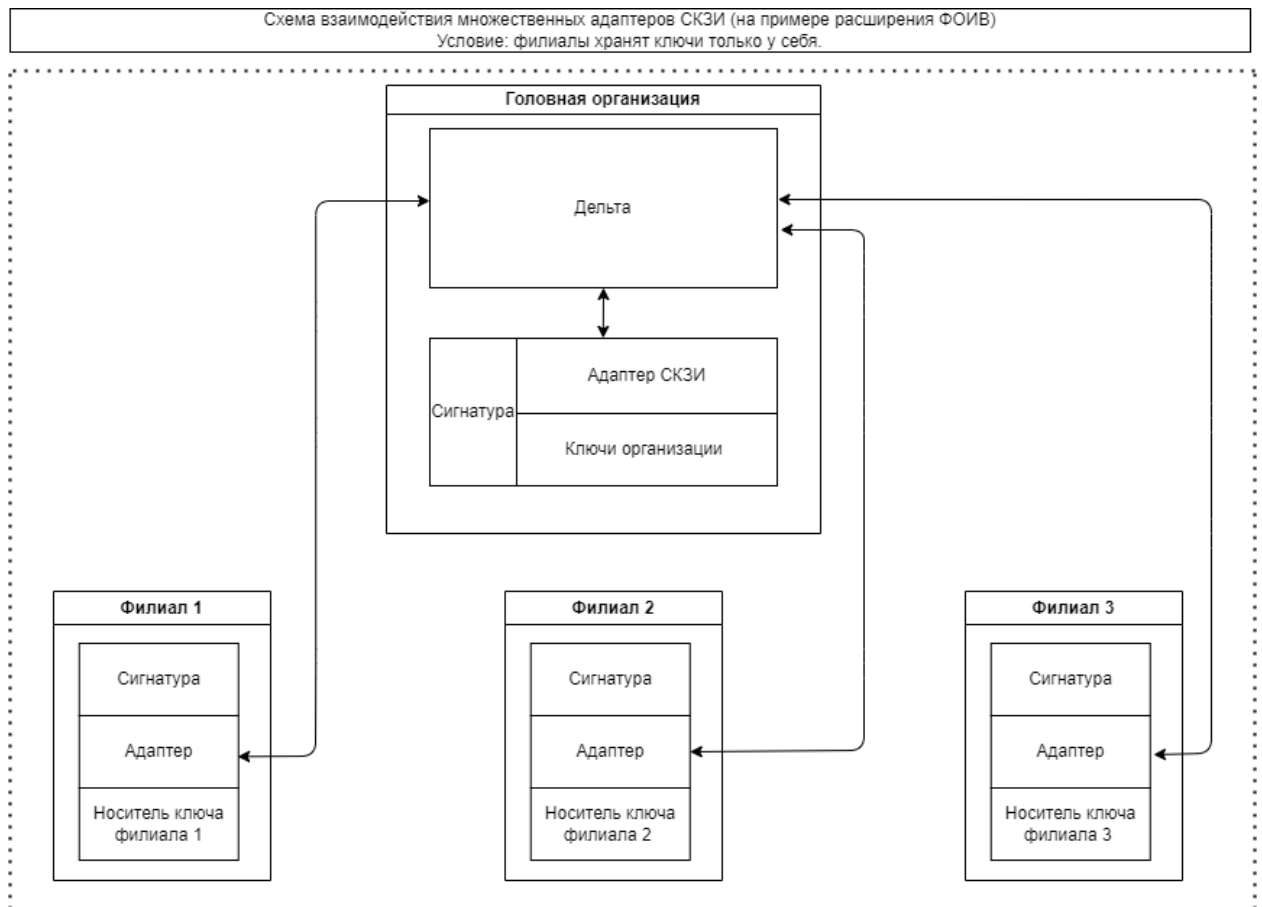 Схема взаимодействия множественных адаптеров СКЗИ (на примере расширения ФОИВ)
Условие: филиалы хранят ключи только у себя.
Головная организация
Дельта
Сигнатура
Адаптер СКЗИ
Ключи организации
Филиал 1
Сигнатура
Адаптер
Носитель ключа
филиала 1
Филиал 2
Сигнатура
Адаптер
Носитель ключа
филиала 2
Филиал 3
Сигнатура
Адаптер
Носитель ключа
филиала 3